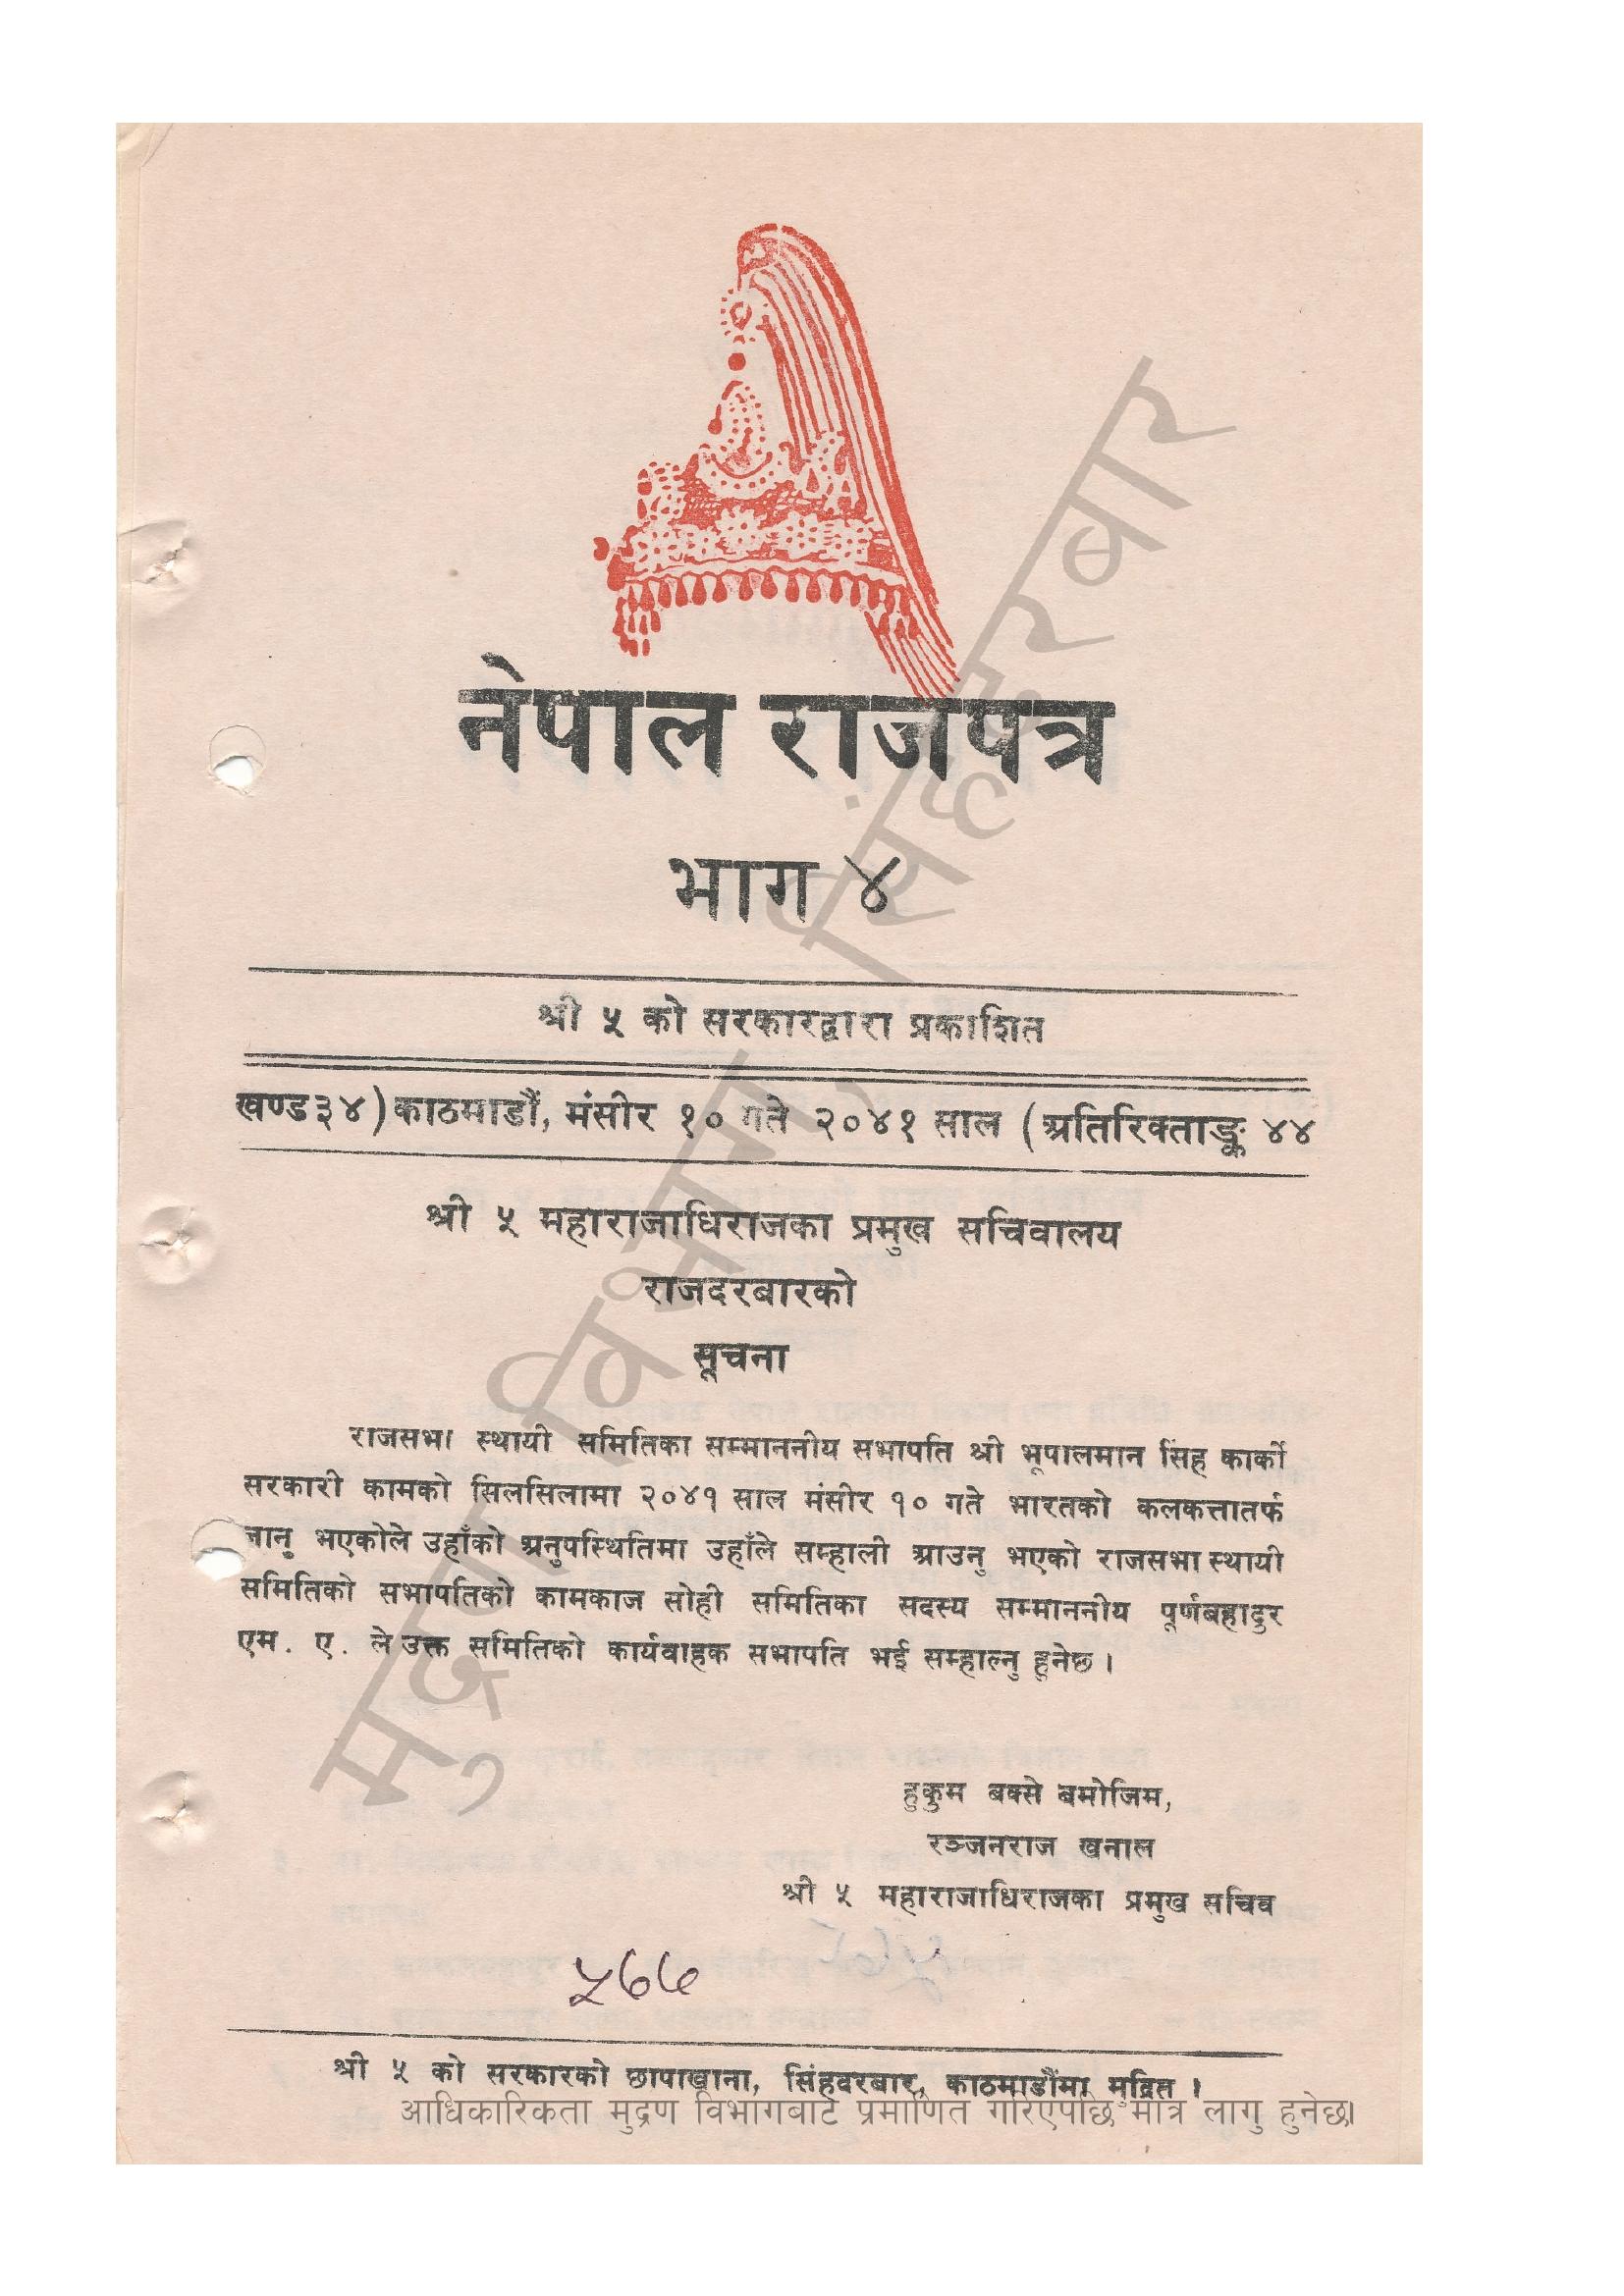 नेपाल राजपत्र
भाग ४
श्री ५ को सरकारद्वारा प्रकाशित
खण्ड ३४) काठमाडौं, मंसीर १० गते २०४१ साल (अतिरिक्ताङ्क ४४
श्री ५ महाराजाधिराजका प्रमुख सचिवालय
राजदरबारको
सूचना
राजसभा स्थायी समितिका सम्माननीय सभापति श्री भूपालमान सिंह कार्की
सरकारी कामको सिलसिलामा २०४१ साल मंसीर १० गते भारतको कलकत्तातर्फ
जानु भएकोले उहाँको अनुपस्थितिमा उहाँले सम्हाली आउनु भएको राजसभा स्थायी
समितिको सभापतिको कामकाज सोही समितिका सदस्य सम्माननीय पूर्णबहादुर
एम. ए. ले उक्त समितिको कार्यवाहक सभापति भई सम्हाल्नु हुनेछ ।
हुकुम बक्से बमोजिम,
रञ्जनराज खनाल
श्री ५ महाराजाधिराजका प्रमुख सचिव
५७७
श्री ५ को सरकारको छापाखाना, सिंहदरबार, काठमाडौंमा मुद्रित ।
आधिकारिकता मुद्रण विभागबाट प्रमाणित गरिएपछि मात्र लागु हुनेछ।
मुद्रण विभाग, सिंहदरबार